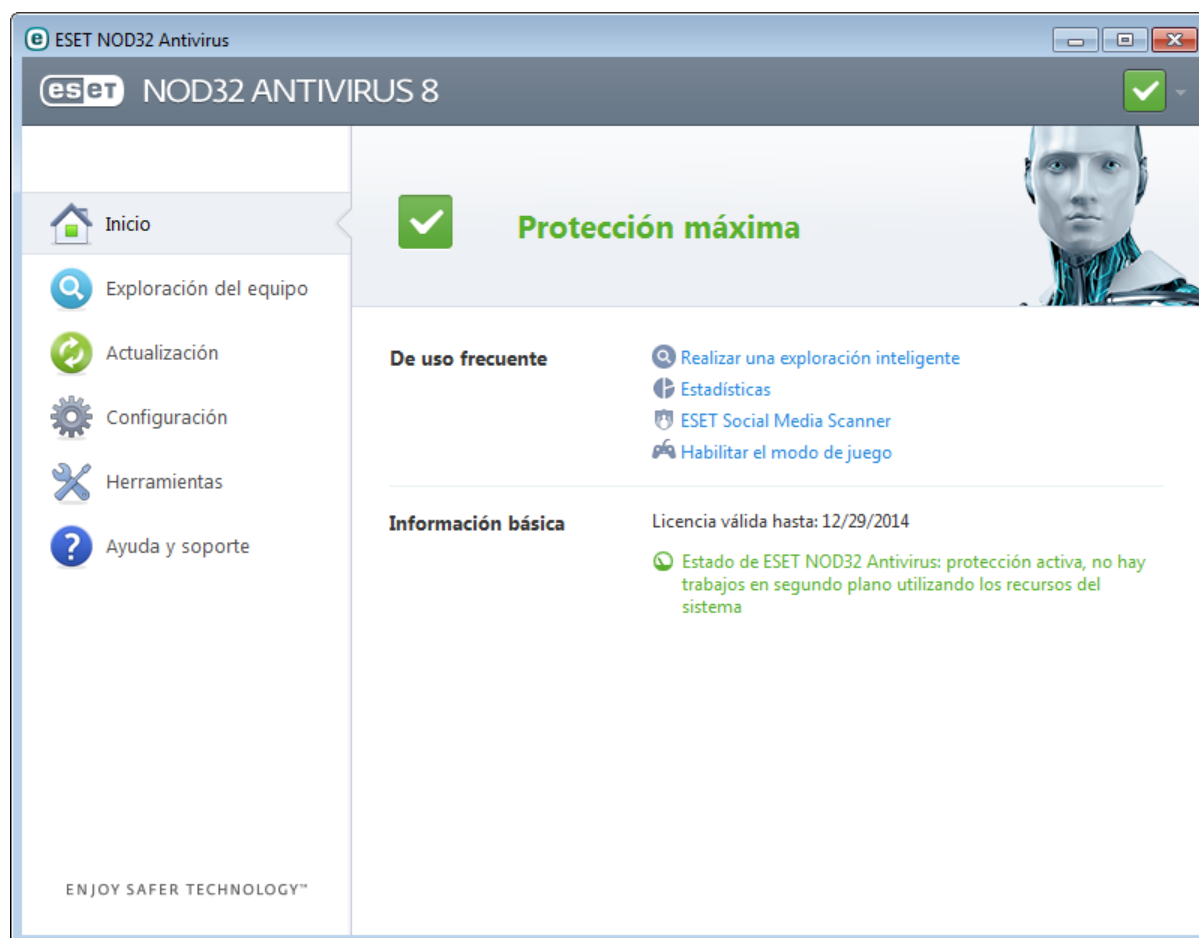 ESET NOD32 Antivirus
eset NOD32 ANTIVIRUS 8
Inicio
Exploración del equipo
Actualización
Configuración
Herramientas
Ayuda y soporte
ENJOY SAFER TECHNOLOGY™
Protección máxima
De uso frecuente
Realizar una exploración inteligente
Estadísticas
ESET Social Media Scanner
Habilitar el modo de juego
Información básica
Licencia válida hasta: 12/29/2014
Estado de ESET NOD32 Antivirus: protección activa, no hay
trabajos en segundo plano utilizando los recursos del
sistema